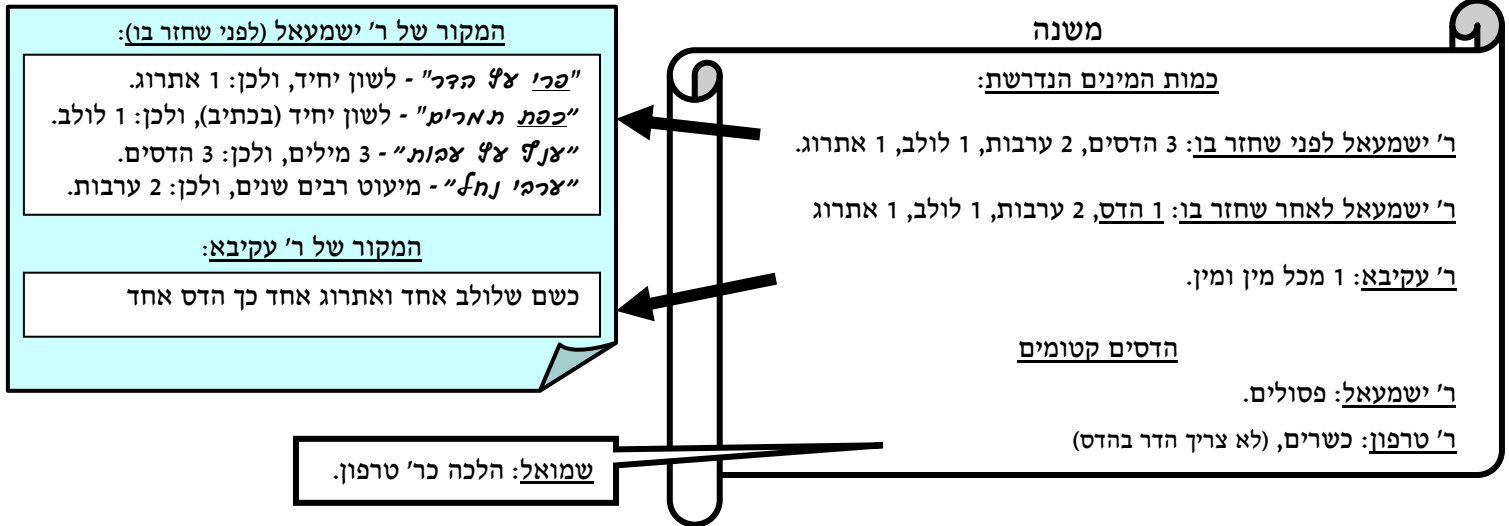 משנה
כמות המינים הנדרשת:
ר' ישמעאל לפני שחזר בו: 3 הדסים, 2 ערבות, 1 לולב, 1 אתרוג.
ר' ישמעאל לאחר שחזר בו: 1 הדס, 2 ערבות, 1 לולב, 1 אתרוג
ר' עקיבא: 1 מכל מין ומין.
הדסים קטומים
ר' ישמעאל: פסולים.
ר' טרפון: כשרים, (לא צריך הדר בהדס)
המקור של ר' ישמעאל (לפני שחזר בו):
"פרי עץ הדר" - לשון יחיד, ולכן: 1 אתרוג.
"כפת תמרים" - לשון יחיד (בכתיב), ולכן: 1 לולב.
"ענף עץ עבות" - 3 מילים, ולכן: 3 הדסים.
"ערבי נחל" - מיעוט רבים שנים, ולכן: 2 ערבות.
המקור של ר' עקיבא:
כשם שלולב אחד ואתרוג אחד כך הדס אחד
שמואל: הלכה כר' טרפון.